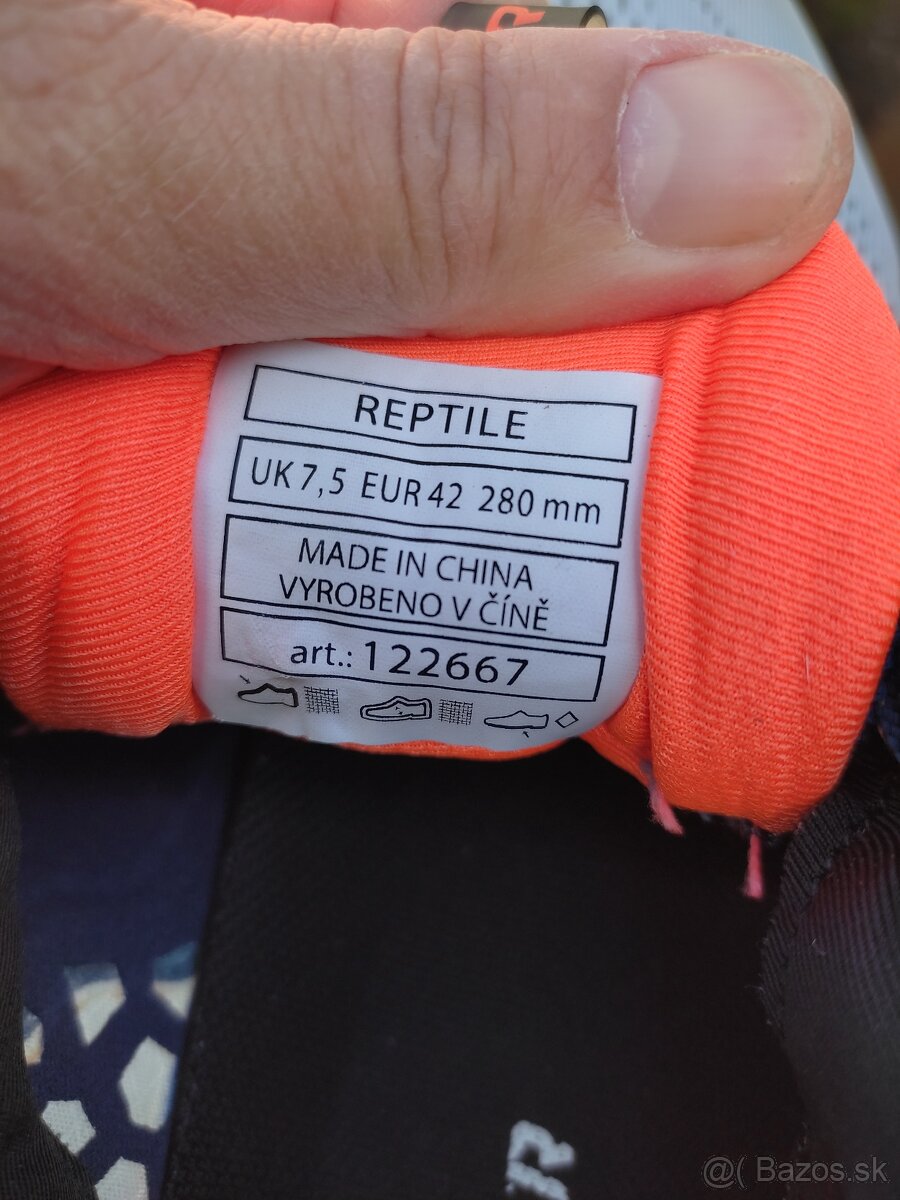 REPTILE
UK 7,5 EUR 42 280 mm
MADE IN CHINA
VYROBENO V ČÍNĚ
art.: 122667
R
@( Bazos.sk